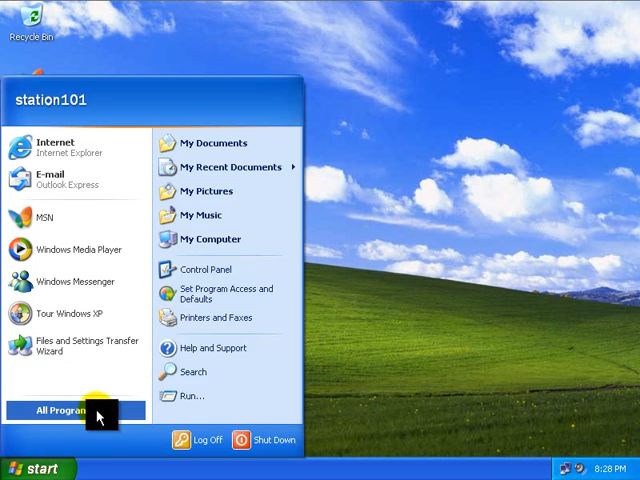 Recycle Bin
station101
Internet
Internet Explorer
E-mail
Outlook Express
MSN
Windows Media Player
Windows Messenger
Tour Windows XP
Files and Settings Transfer
Wizard
All Program
My Documents
My Recent Documents
My Pictures
My Music
My Computer
Control Panel
Set Program Access and
Defaults
Printers and Faxes
Help and Support
Search
Run...
Log Off
Shut Down
start
8:28 PM